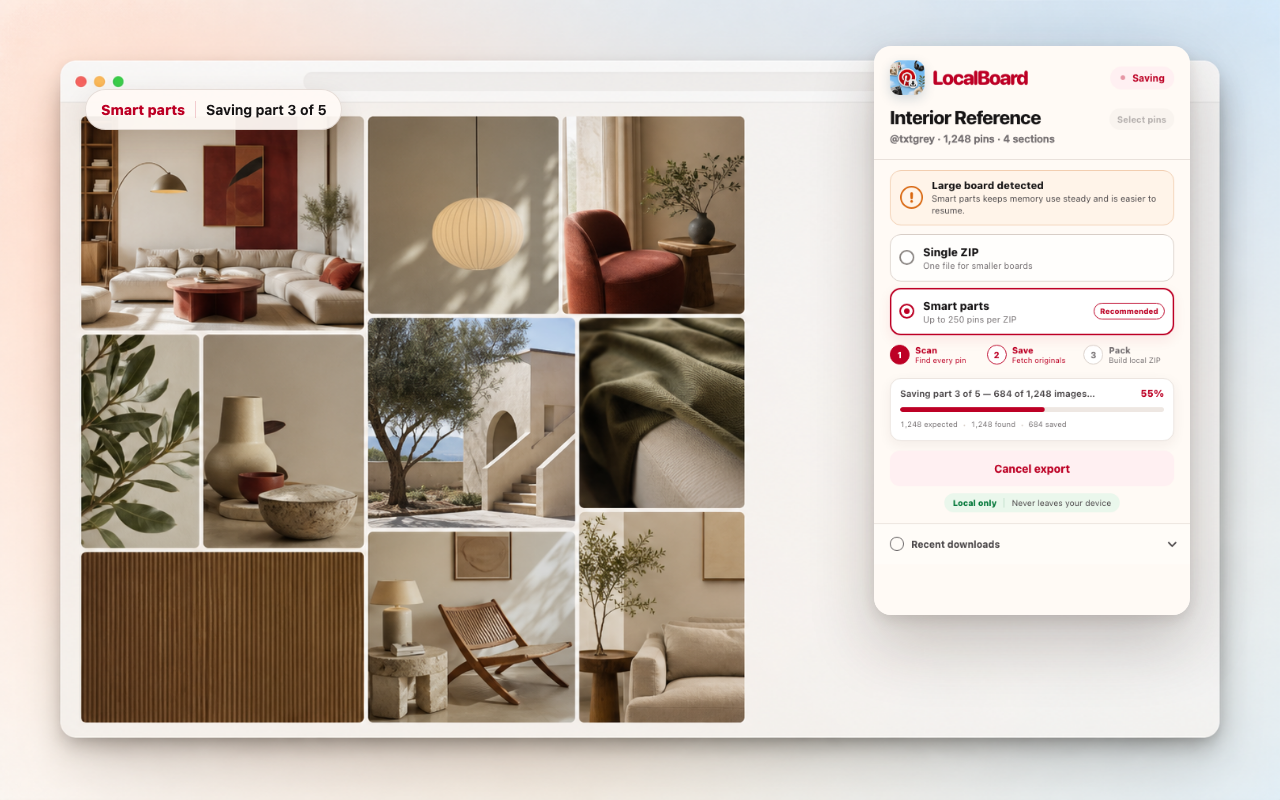 Smart parts | Saving part 3 of 5
LocalBoard
Saving
Interior Reference
Select pins
@txtgrey · 1,248 pins · 4 sections
Large board detected
Smart parts keeps memory use steady and is easier to
resume.
Single ZIP
One file for smaller boards
Smart parts
Up to 250 pins per ZIP
Recommended
1 Scan
Find every pin
2 Save
Fetch originals
3 Pack
Build local ZIP
Saving part 3 of 5 — 684 of 1,248 images...
55%
1,248 expected · 1,248 found · 684 saved
Cancel export
Local only | Never leaves your device
Recent downloads